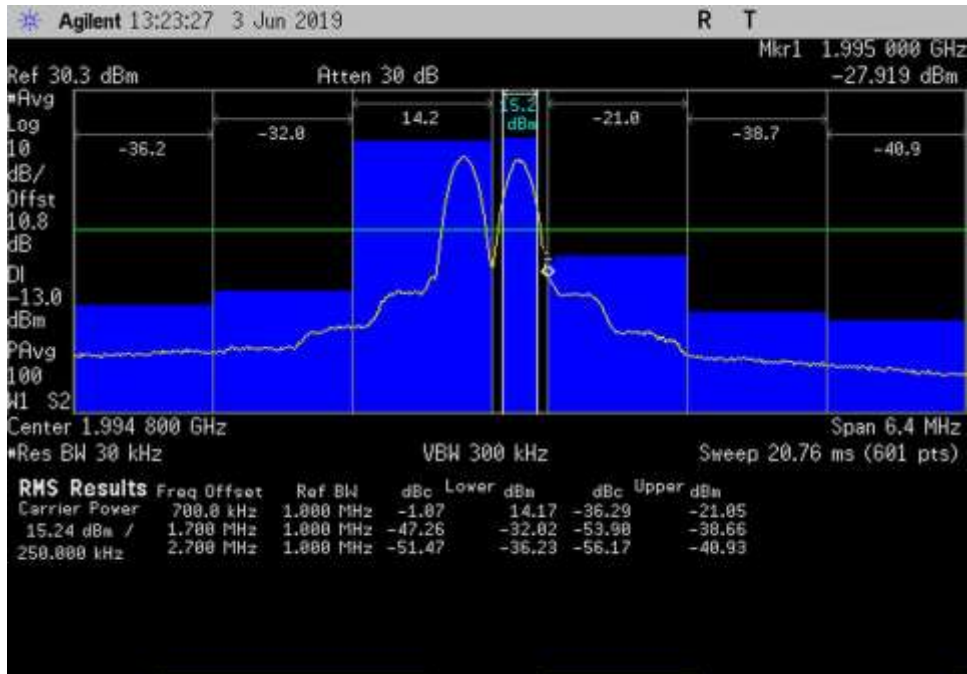 Agilent 13:23:27 3 Jun 2019 R T
Mkr1 1.995 000 GHz
Ref 30.3 dBm Atten 30 dB -27.919 dBm
#Avg
Log
10
dB/
Offst
10.8
dB
DI
-13.0
dBm
PAvg
100
W1 S2
-36.2 -32.0 14.2 15.2 dBm -21.0 -38.7 -40.9
1
Center 1.994 800 GHz Span 6.4 MHz
#Res BW 30 kHz VBW 300 kHz Sweep 20.76 ms (601 pts)
RMS Results Freq Offset Ref BW dBc Lower dBm dBc Upper dBm
Carrier Power 700.0 kHz 1.000 MHz -1.07 14.17 -36.29 -21.05
15.24 dBm / 1.700 MHz 1.000 MHz -47.26 -32.02 -53.90 -38.66
250.000 kHz 2.700 MHz 1.000 MHz -51.47 -36.23 -56.17 -40.93